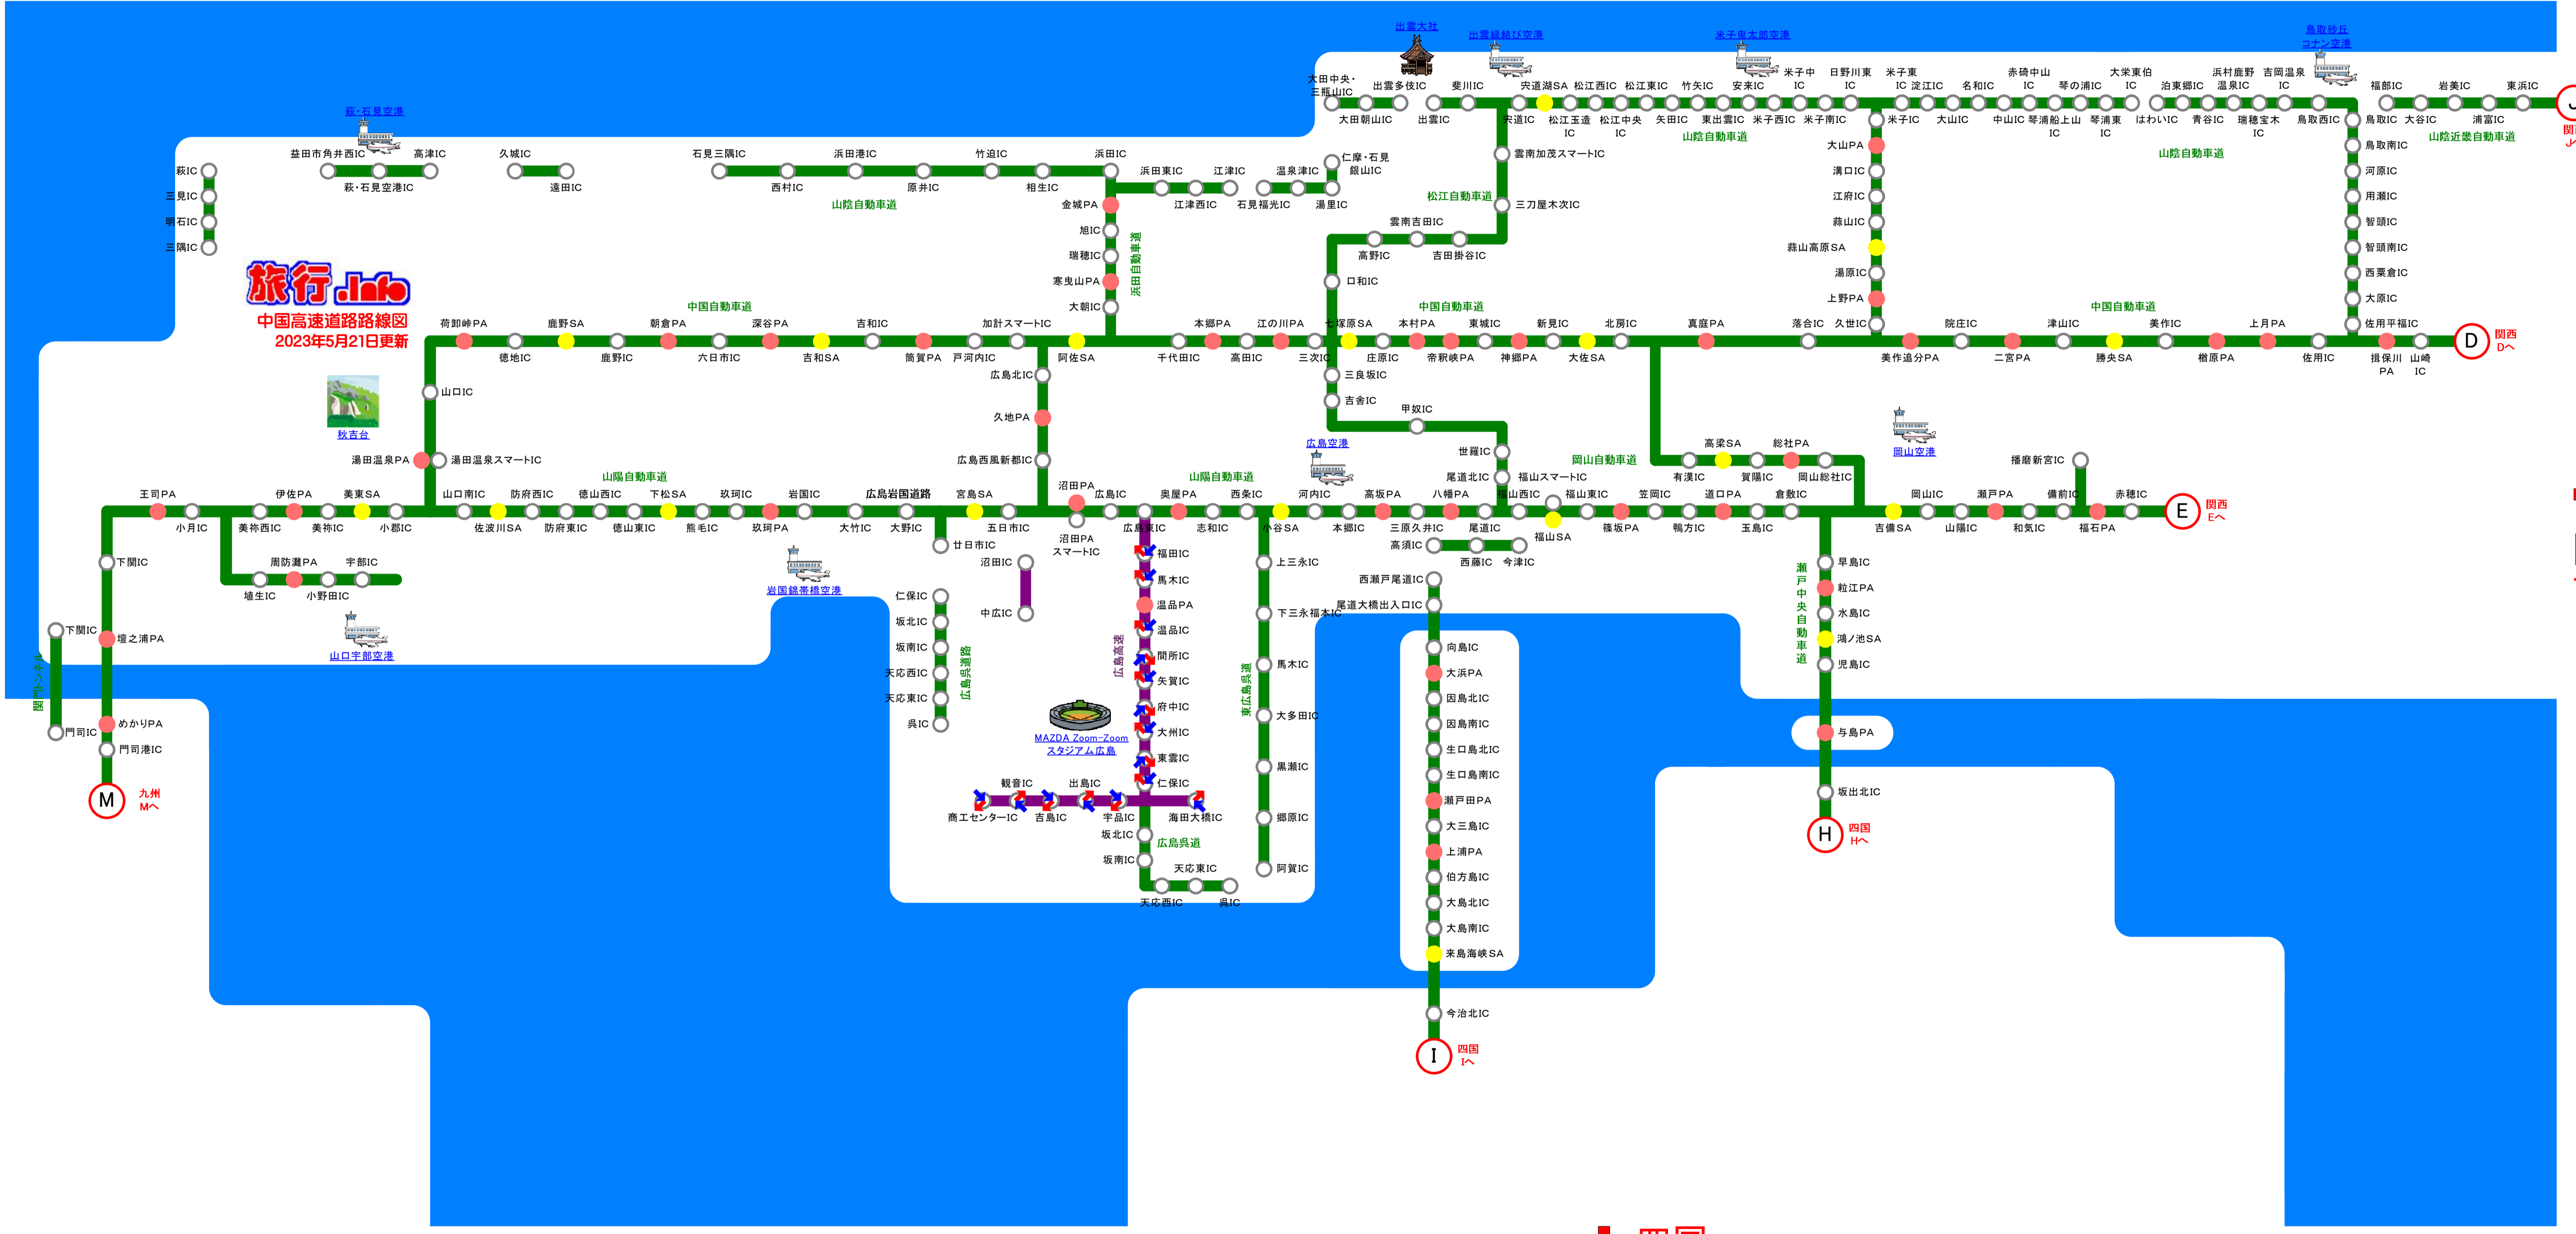 出雲大社
出雲縁結び空港
米子鬼太郎空港
鳥取砂丘
コナン空港
大田中央・
三瓶山IC
出雲多伎IC
斐川IC
宍道湖SA
松江西IC
松江東IC
竹矢IC
安来IC
米子中
IC
日野川東
IC
米子東
IC
淀江IC
名和IC
赤碕中山
IC
琴の浦IC
大栄東伯
IC
泊東郷IC
浜村鹿野
温泉IC
吉岡温泉
IC
福部IC
岩美IC
東浜IC
大田朝山IC
出雲IC
宍道IC
松江玉造
IC
松江中央
IC
矢田IC
東出雲IC
米子西IC
米子南IC
米子IC
大山IC
中山IC
琴浦船上山
IC
琴浦東
IC
はわいIC
青谷IC
瑞穂宝木
IC
鳥取西IC
鳥取IC
大谷IC
浦富IC
山陰自動車道
山陰自動車道
山陰近畿自動車道
萩・石見空港
益田市角井西IC
高津IC
萩・石見空港IC
久城IC
遠田IC
石見三隅IC
浜田港IC
竹迫IC
浜田IC
西村IC
原井IC
相生IC
山陰自動車道
浜田東IC
江津IC
江津西IC
温泉津IC
石見福光IC
湯里IC
仁摩・石見
銀山IC
萩IC
三見IC
明石IC
三隅IC
金城PA
旭IC
瑞穂IC
寒曳山PA
大朝IC
浜田自動車道
雲南加茂スマートIC
松江自動車道
三刀屋木次IC
雲南吉田IC
高野IC
吉田掛谷IC
口和IC
大山PA
溝口IC
江府IC
蒜山IC
蒜山高原SA
湯原IC
上野PA
久世IC
鳥取南IC
河原IC
用瀬IC
智頭IC
智頭南IC
西粟倉IC
大原IC
佐用平福IC
旅行.Info
中国高速道路路線図
2023年5月21日更新
中国自動車道
中国自動車道
中国自動車道
荷卸峠PA
鹿野SA
朝倉PA
深谷PA
吉和IC
加計スマートIC
本郷PA
江の川PA
七塚原SA
本村PA
東城IC
新見IC
北房IC
真庭PA
落合IC
院庄IC
津山IC
美作IC
上月PA
徳地IC
鹿野IC
六日市IC
吉和SA
筒賀PA
戸河内IC
阿佐SA
千代田IC
高田IC
三次IC
庄原IC
帝釈峡PA
神郷PA
大佐SA
美作追分PA
二宮PA
勝央SA
楢原PA
佐用IC
揖保川
PA
山崎
IC
D
関西
Dへ
山口IC
秋吉台
湯田温泉PA
湯田温泉スマートIC
広島北IC
久地PA
広島西風新都IC
三良坂IC
吉舎IC
甲奴IC
世羅IC
尾道北IC
広島空港
岡山自動車道
高梁SA
総社PA
有漢IC
賀陽IC
岡山総社IC
岡山空港
播磨新宮IC
山陽自動車道
山陽自動車道
王司PA
伊佐PA
美東SA
山口南IC
防府西IC
徳山西IC
下松SA
玖珂IC
岩国IC
広島岩国道路
宮島SA
沼田PA
広島IC
奥屋PA
西条IC
河内IC
高坂PA
八幡PA
福山西IC
福山スマートIC
福山東IC
笠岡IC
道口PA
倉敷IC
岡山IC
瀬戸PA
備前IC
赤穂IC
小月IC
美祢西IC
美祢IC
小郡IC
佐波川SA
防府東IC
徳山東IC
熊毛IC
玖珂PA
大竹IC
大野IC
五日市IC
沼田PA
スマートIC
広島東IC
志和IC
小谷SA
本郷IC
三原久井IC
尾道IC
福山SA
篠坂PA
鴨方IC
玉島IC
吉備SA
山陽IC
和気IC
福石PA
E
関西
Eへ
下関IC
周防灘PA
宇部IC
埴生IC
小野田IC
山口宇部空港
岩国錦帯橋空港
下関IC
関門トンネル
門司IC
壇之浦PA
めかりPA
門司港IC
M
九州
Mへ
廿日市IC
沼田IC
中広IC
仁保IC
坂北IC
坂南IC
天応西IC
天応東IC
呉IC
広島呉道路
福田IC
馬木IC
温品PA
温品IC
間所IC
矢賀IC
府中IC
大州IC
東雲IC
仁保IC
広島高速
MAZDA Zoom-Zoom
スタジアム広島
観音IC
出島IC
商工センターIC
吉島IC
宇品IC
海田大橋IC
坂北IC
坂南IC
広島呉道
天応東IC
天応西IC
呉IC
上三永IC
下三永福本IC
馬木IC
大多田IC
黒瀬IC
郷原IC
阿賀IC
東広島呉道
高須IC
西藤IC
今津IC
西瀬戸尾道IC
尾道大橋出入口IC
向島IC
大浜PA
因島北IC
因島南IC
生口島北IC
生口島南IC
瀬戸田PA
大三島IC
上浦PA
伯方島IC
大島北IC
大島南IC
来島海峡SA
今治北IC
I
四国
Iへ
早島IC
粒江PA
水島IC
鴻ノ池SA
児島IC
瀬戸中央自動車道
与島PA
坂出北IC
H
四国
Hへ